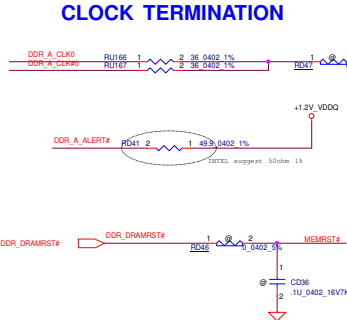 CLOCK TERMINATION
DDR_A_CLK0 RU166 1 2 36_0402_1%
DDR_A_CLK#0 RU167 1 2 36_0402_1%
1 @
RD47
+1.2V_VDDQ
DDR_A_ALERT# RD41 2 1 49.9_0402_1%
INTEL suggest 50ohm 1%
DDR_DRAMRST# DDR_DRAMRST# 1 @ 2 MEMRST#
RD46 0_0402_5%
1
@ CD36
.1U_0402_16V7K
2